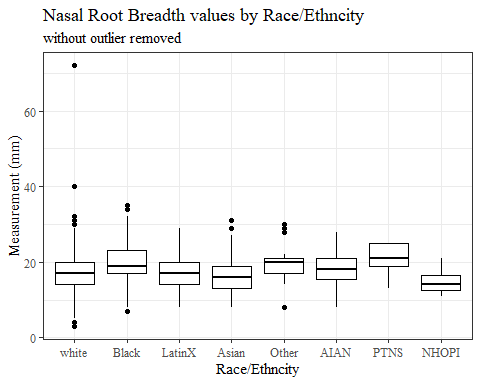 Nasal Root Breadth values by Race/Ethncity
without outlier removed
Measurement (mm)
60
40
20
0
white Black LatinX Asian Other AIAN PTNS NHOPI
Race/Ethncity